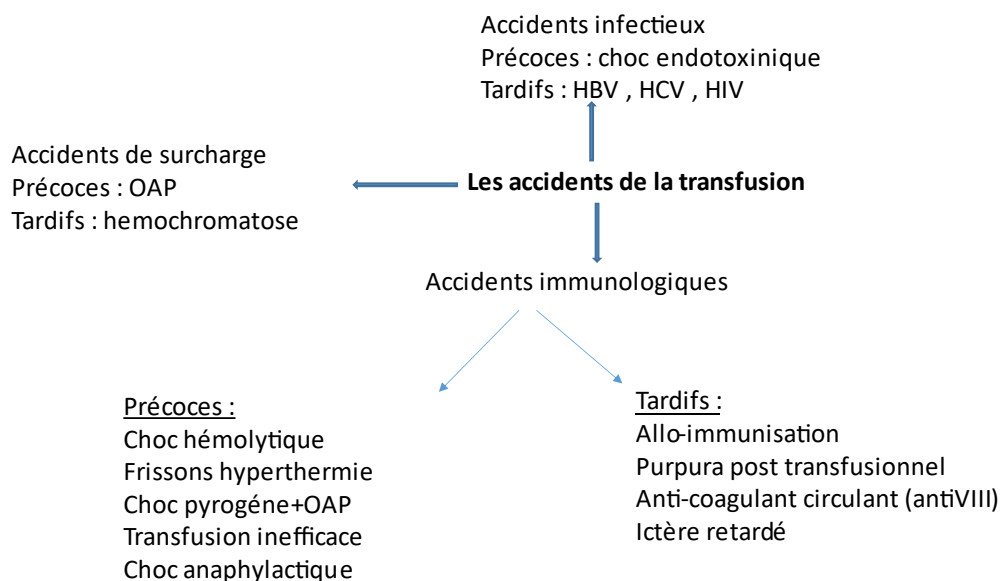 Accidents infectieux
Précoces : choc endotoxinique
Tardifs : HBV , HCV , HIV
Accidents de surcharge
Précoces : OAP
Tardifs : hemochromatose
Les accidents de la transfusion
Accidents immunologiques
Précoces :
Choc hémolytique
Frissons hyperthermie
Choc pyrogéne+OAP
Transfusion inefficace
Choc anaphylactique
Tardifs :
Allo-immunisation
Purpura post transfusionnel
Anti-coagulant circulant (antiVIII)
Ictère retardé